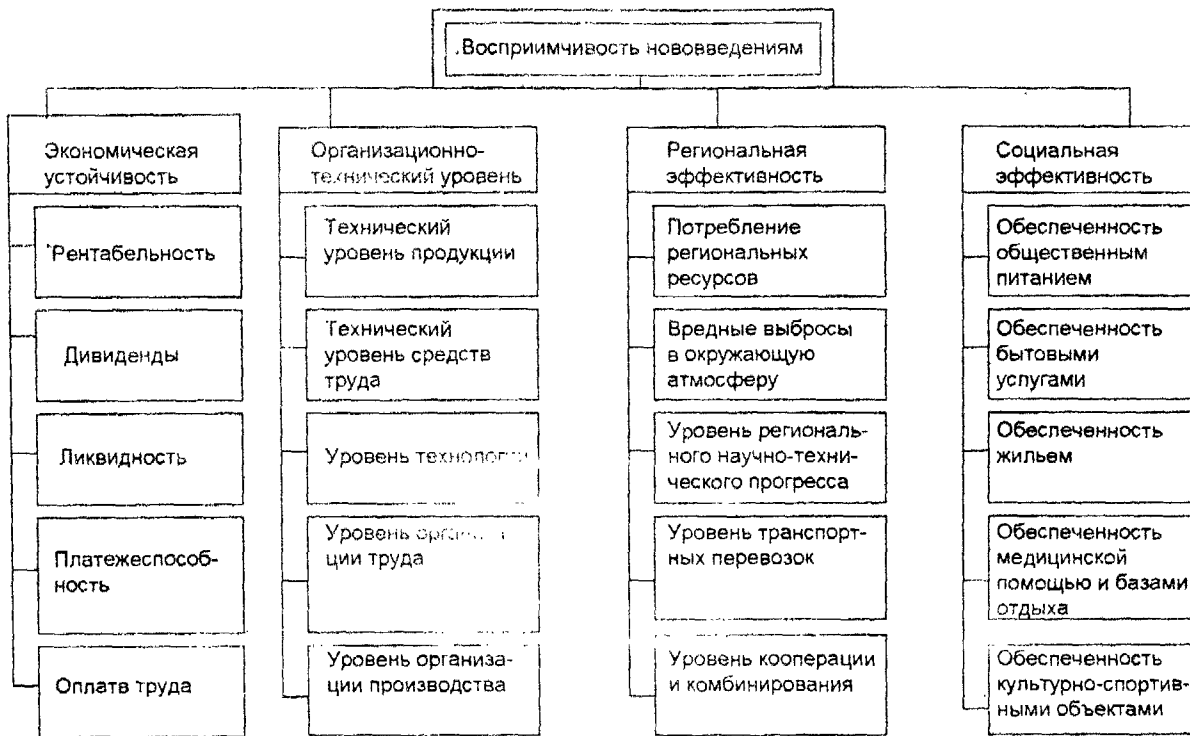 .Восприимчивость нововведениям
Экономическая
устойчивость
Рентабельность
Дивиденды
Ликвидность
Платежеспособ-
ность
Оплатв труда
Организационно-
технический уровень
Технический
уровень продукции
Технический
уровень средств
труда
Уровень технологии
Уровень
ции труда
Уровень организа-
ции производства
Региональная
эффективность
Потребление
региональных
ресурсов
Вредные выбросы
в окружающую
атмосферу
Уровень региональ-
ного научно-техни-
ческого прогресса
Уровень транспорт-
ных перевозок
Уровень кооперации
и комбинирования
Социальная
эффективность
Обеспеченность
общественным
питанием
Обеспеченность
бытовыми
услугами
Обеспеченность
жильем
Обеспеченность
медицинской
помощью и базами
отдыха
Обеспеченность
культурно-спортив-
ными объектами